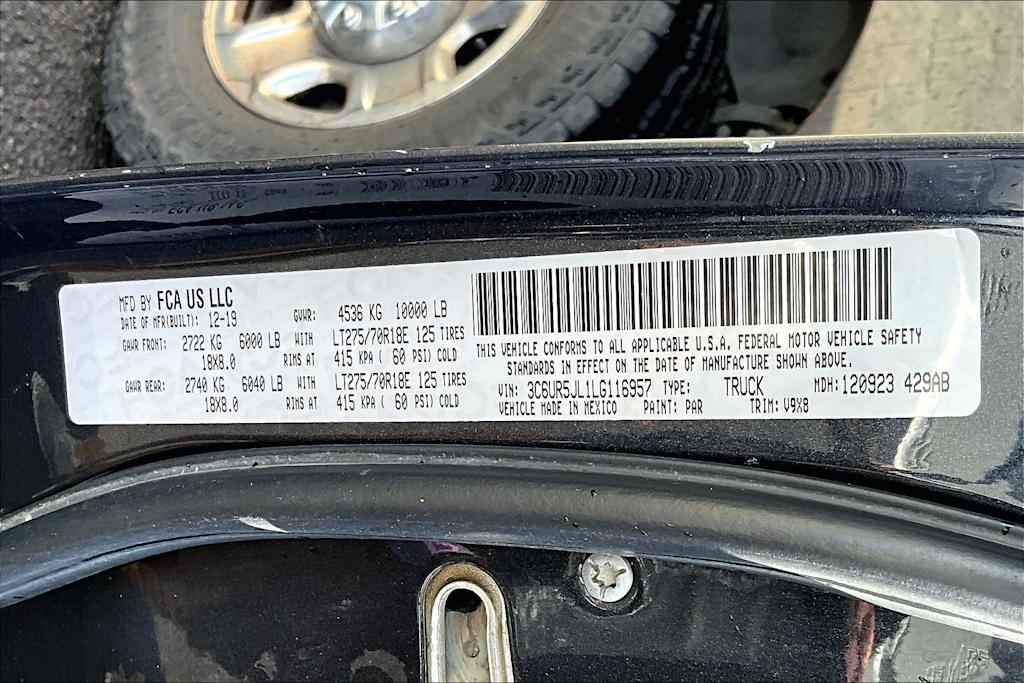 RAM
MFD BY FCA US LLC
DATE OF MFR(BUILT): 12-19 GVWR: 4536 KG 10000 LB
GAWR FRONT: 2722 KG 6000 LB WITH LT275/70R18E 125 TIRES
18X8.0 RIMS AT 415 KPA ( 60 PSI) COLD
GAWR REAR: 2740 KG 6040 LB WITH LT275/70R18E 125 TIRES
18X8.0 RIMS AT 415 KPA ( 60 PSI) COLD
THIS VEHICLE CONFORMS TO ALL APPLICABLE U.S.A. FEDERAL MOTOR VEHICLE SAFETY
STANDARDS IN EFFECT ON THE DATE OF MANUFACTURE SHOWN ABOVE.
VIN: 3C6UR5JL1LG116957 TYPE: TRUCK MDH: 120923 429AB
VEHICLE MADE IN MEXICO PAINT: PAR TRIM: V9X8